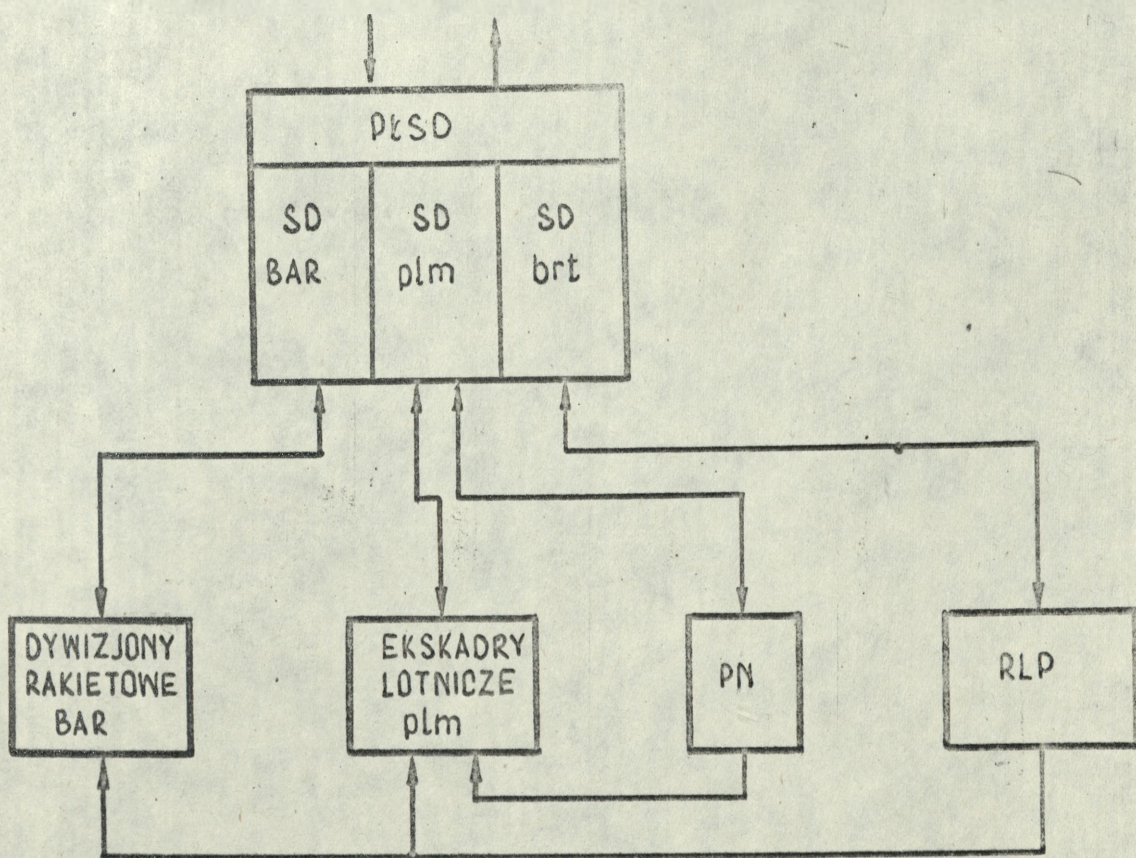 PŁSD
SD
BAR
SD
plm
SD
brt
DYWIZJONY
RAKIETOWE
BAR
EKSKADRY
LOTNICZE
plm
PN
RLP